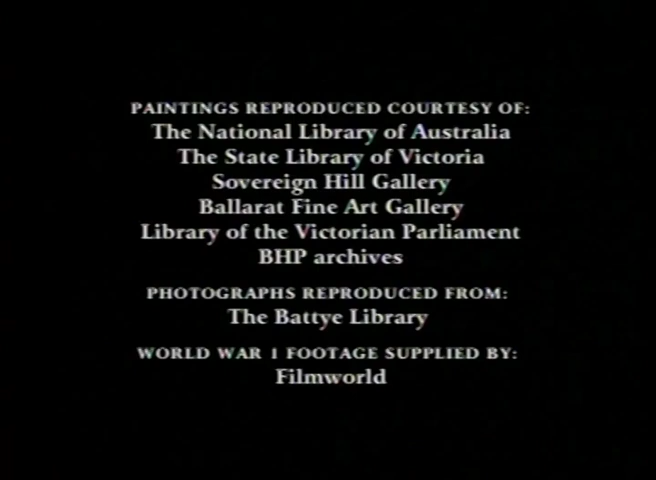 PAINTINGS REPRODUCED COURTESY OF:
The National Library of Australia
The State Library of Victoria
Sovereign Hill Gallery
Ballarat Fine Art Gallery
Library of the Victorian Parliament
BHP archives
PHOTOGRAPHS REPRODUCED FROM:
The Battye Library
WORLD WAR 1 FOOTAGE SUPPLIED BY:
Filmworld